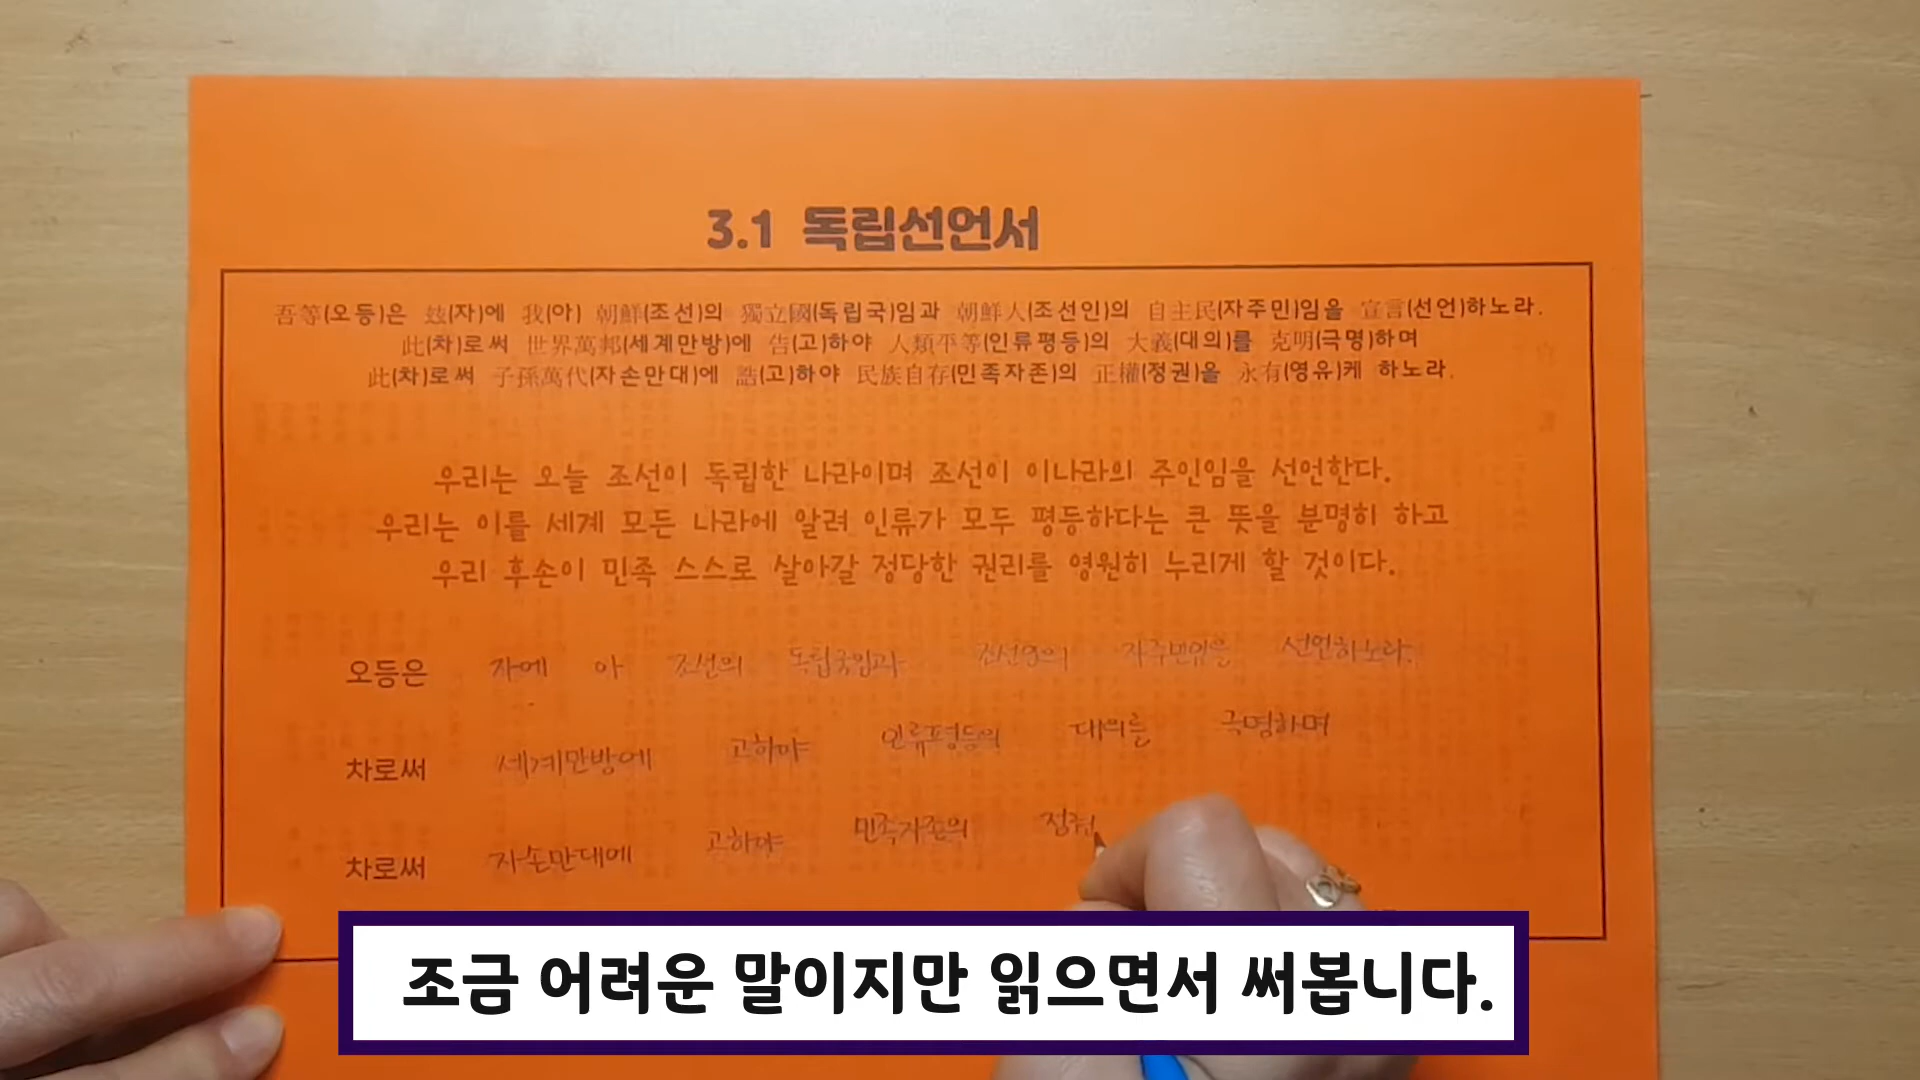 3.1 독립선언서
吾等(오등)은 玆(자)에 我(아) 朝鮮(조선)의 獨立國(독립국)임과 朝鮮人(조선인)의 自主民(자주민)임을 宣言(선언)하노라.
此(차)로써 世界萬邦(세계만방)에 告(고)하야 人類平等(인류평등)의 大義(대의)를 克明(극명)하며
此(차)로써 子孫萬代(자손만대)에 誥(고)하야 民族自存(민족자존)의 正權(정권)을 永有(영유)케 하노라.
우리는 오늘 조선이 독립한 나라이며 조선이 이나라의 주인임을 선언한다.
우리는 이를 세계 모든 나라에 알려 인류가 모두 평등하다는 큰 뜻을 분명히 하고
우리 후손이 민족 스스로 살아갈 정당한 권리를 영원히 누리게 할 것이다.
오등은 자에 아 조선의 독립국임과 조선인의 자주민임을 선언하노라.
차로써 세계만방에 고하야 인류평등의 대의를 극명하며
차로써 자손만대에 고하야 민족자존의
조금 어려운 말이지만 읽으면서 써봅니다.